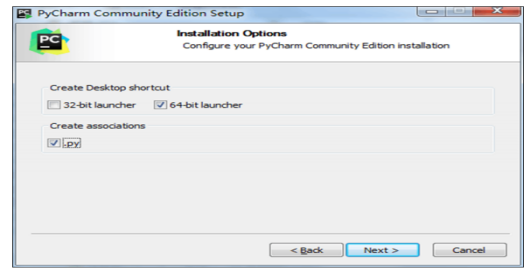 PyCharm Community Edition Setup
PC
Installation Options
Configure your PyCharm Community Edition installation
Create Desktop shortcut
32-bit launcher 64-bit launcher
Create associations
.py
< Back Next > Cancel